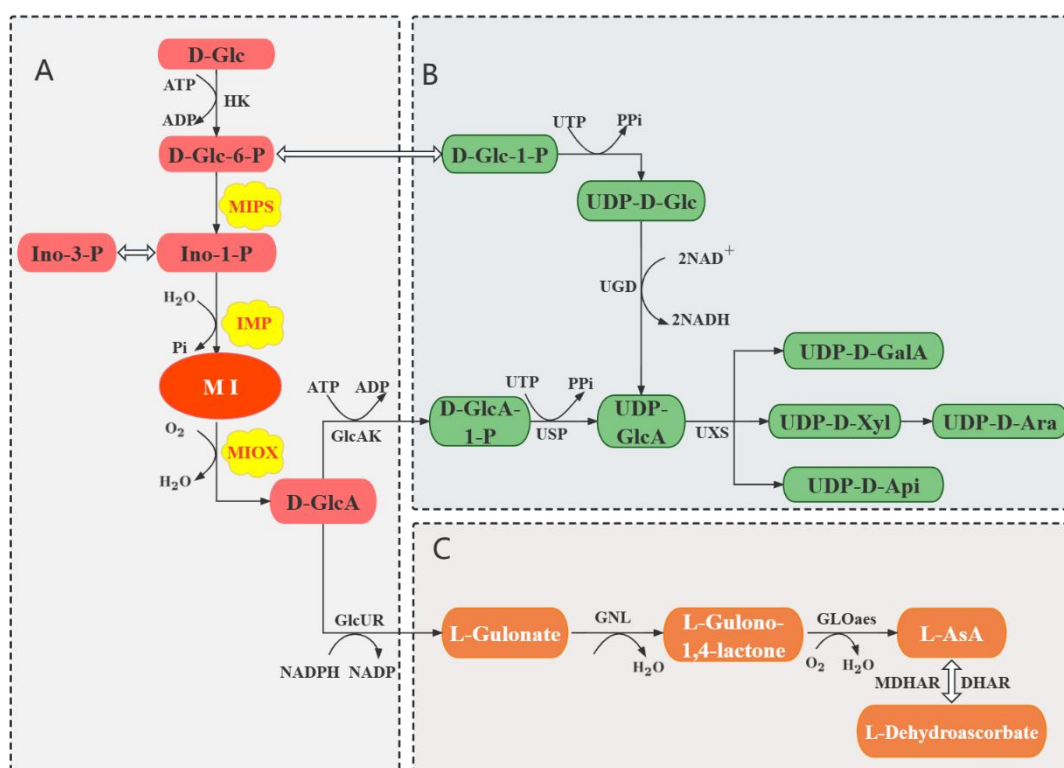 A
D-Glc
ATP
HK
ADP
D-Glc-6-P
MIPS
Ino-3-P
Ino-1-P
H2O
IMP
Pi
M I
O2
MIOX
H2O
D-GlcA
ATP
ADP
GlcAK
GlcUR
NADPH
NADP
B
D-Glc-1-P
UTP
PPi
UDP-D-Glc
UGD
2NAD+
2NADH
D-GlcA-
1-P
UTP
PPi
USP
UDP-
GlcA
UXS
UDP-D-GalA
UDP-D-Xyl
UDP-D-Ara
UDP-D-Api
C
L-Gulonate
GNL
H2O
L-Gulono-
1,4-lactone
GLOaes
O2
H2O
L-AsA
MDHAR
DHAR
L-Dehydroascorbate